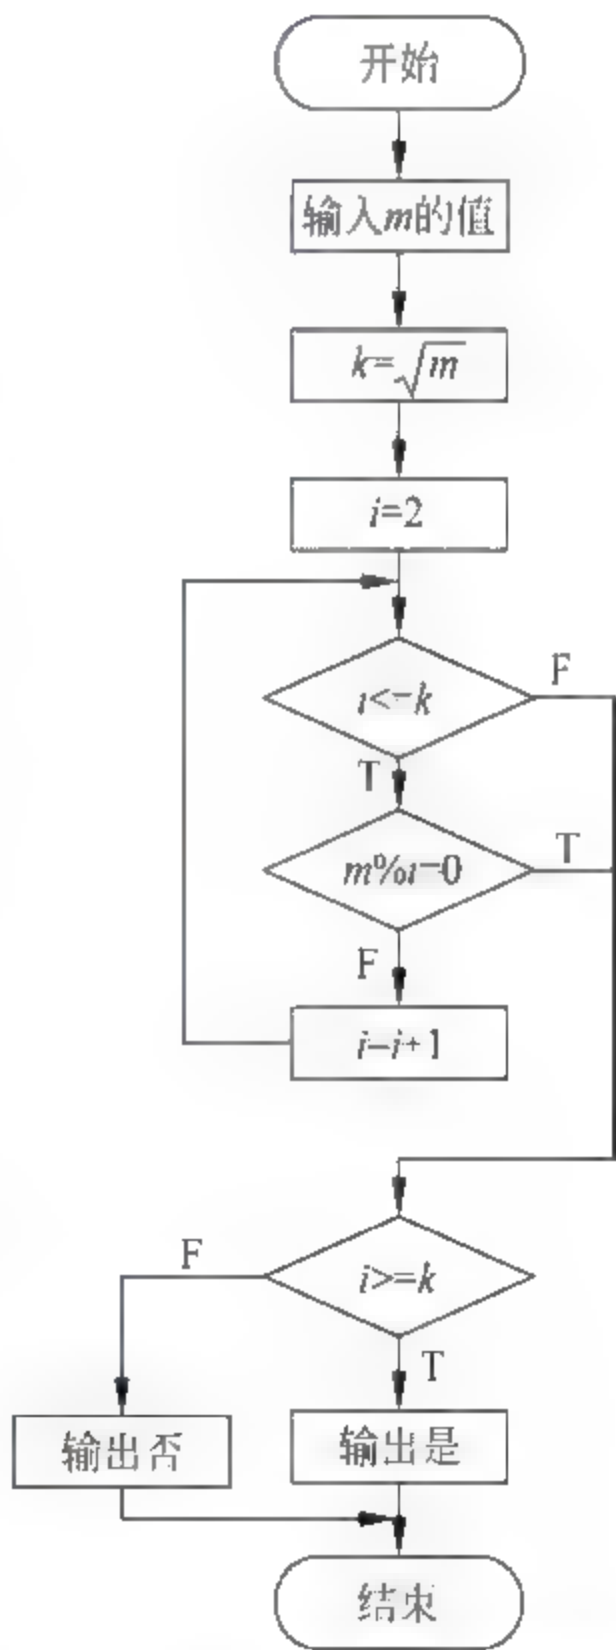 开始
输入m的值
k=√m
i=2
i<=k
F
T
m%i=0
T
F
i=i+1
i>=k
F
T
输出否
输出是
结束